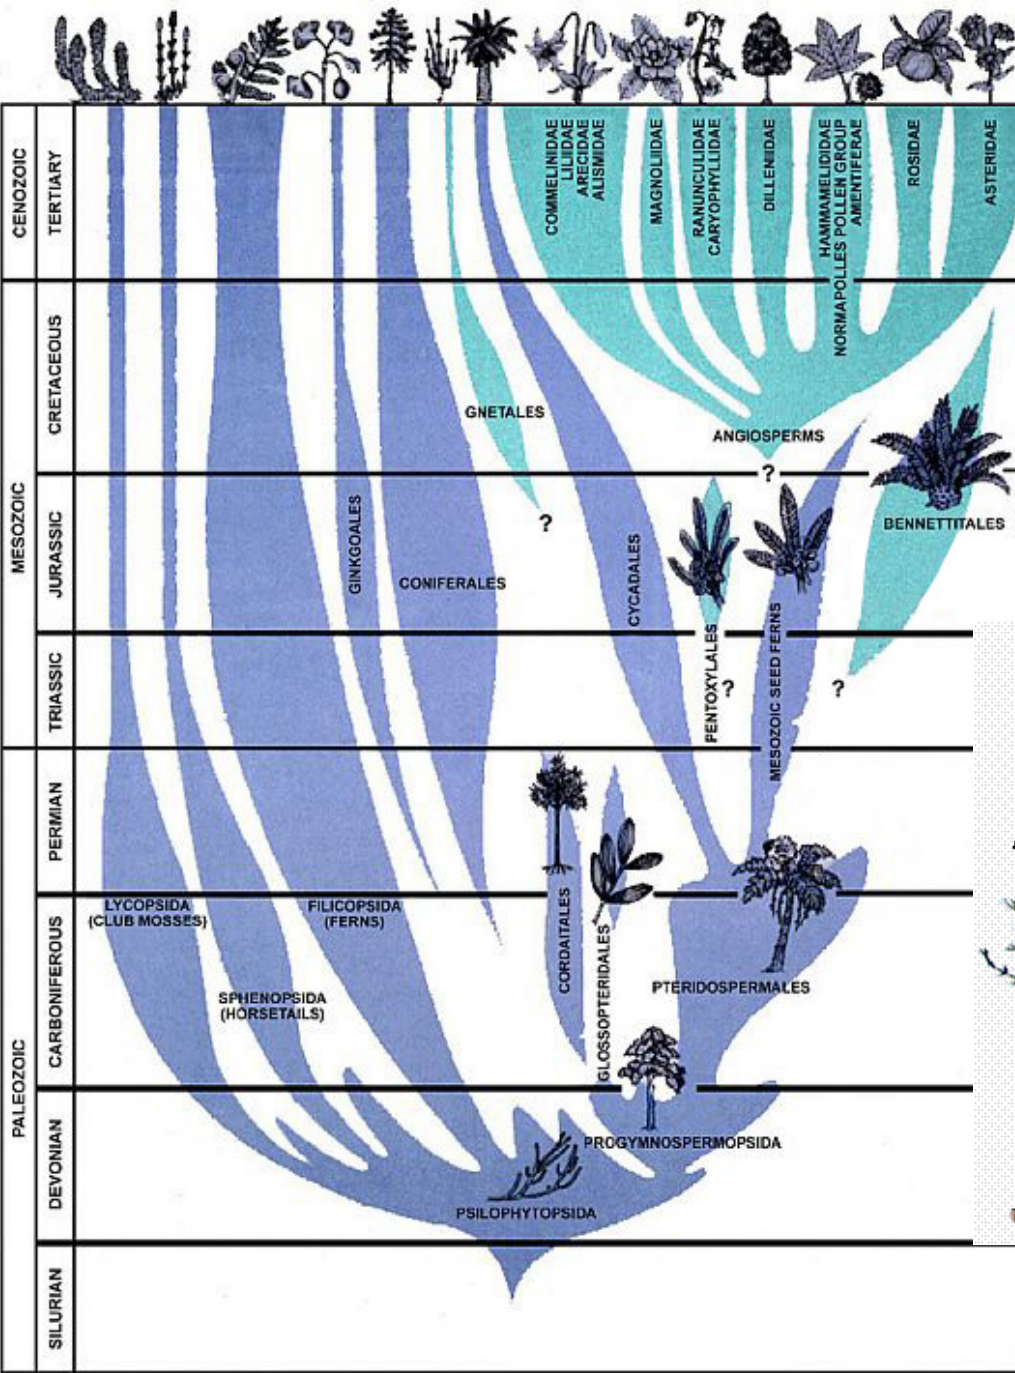 CENOZOIC
TERTIARY
COMMELINIDAE
LILIIDAE
ARECIDAE
ALISMIDAE
MAGNOLIIDAE
RANUNCULIDAE
CARYOPHYLLIDAE
DILLENIIDAE
HAMMAMELIDIDAE
NORMAPOLLES POLLEN GROUP
AMENTIFERAE
ROSIDAE
ASTERIDAE
MESOZOIC
CRETACEOUS
GNETALES
ANGIOSPERMS
?
JURASSIC
GINKGOALES
CONIFERALES
?
CYCADALES
BENNETTITALES
TRIASSIC
PENTOXYLALES
?
MESOZOIC SEED FERNS
?
PALEOZOIC
PERMIAN
CARBONIFEROUS
LYCOPSIDA
(CLUB MOSSES)
FILICOPSIDA
(FERNS)
SPHENOPSIDA
(HORSETAILS)
CORDAITALES
GLOSSOPTERIDALES
PTERIDOSPERMALES
DEVONIAN
PROGYMNOSPERMOPSIDA
PSILOPHYTOPSIDA
SILURIAN